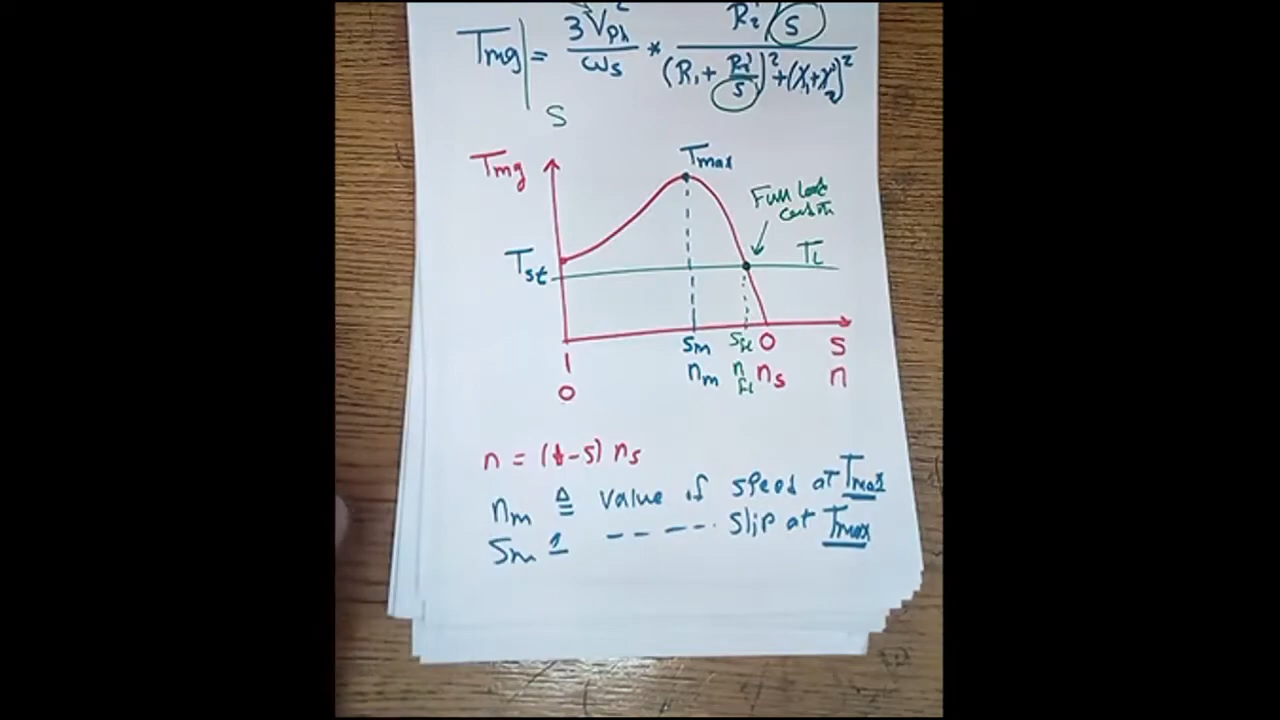 Tmg| = 3Vph² / ωs * R₂'/s / (R₁ + R₂'/s)² + (X₁+X₂')²
S
Tmg
Tmax
Full load
TL
Tst
Sm Sfl 0 S
1
nm nfl ns n
0
n = (1-s) ns
nm ≜ value of speed at Tmax
Sm ≜ ----- slip at Tmax